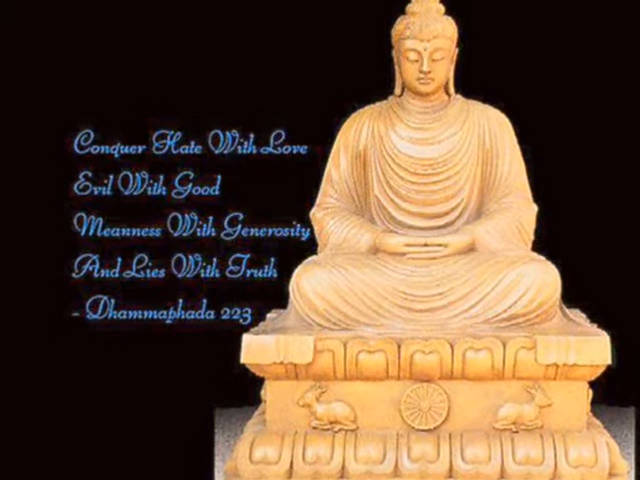 Conquer Hate With Love
Evil With Good
Meanness With Generosity
And Lies With Truth
- Dhammaphada 223